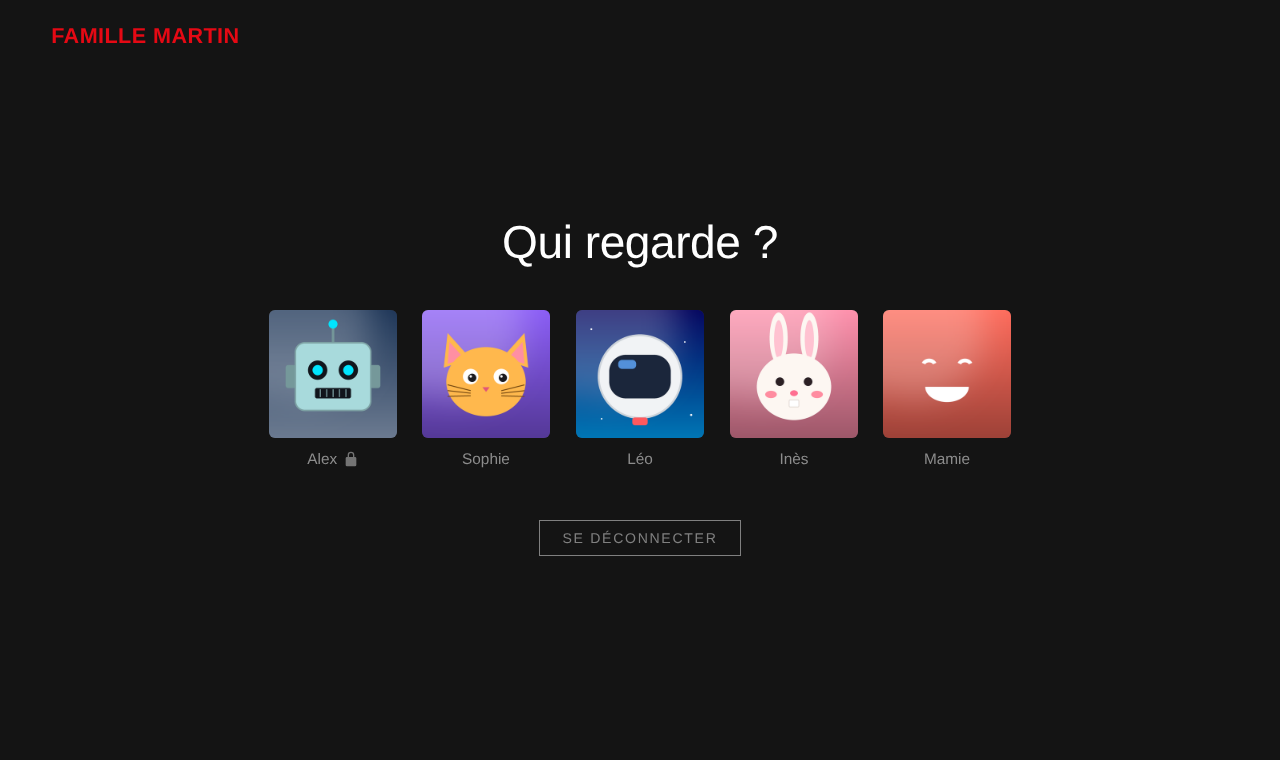 FAMILLE MARTIN
Qui regarde ?
Alex
Sophie
Léo
Inès
Mamie
SE DÉCONNECTER